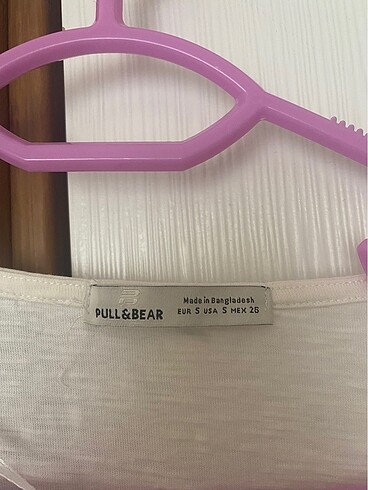 PULL&BEAR
Made in Bangladesh
EUR S USA S MEX 26